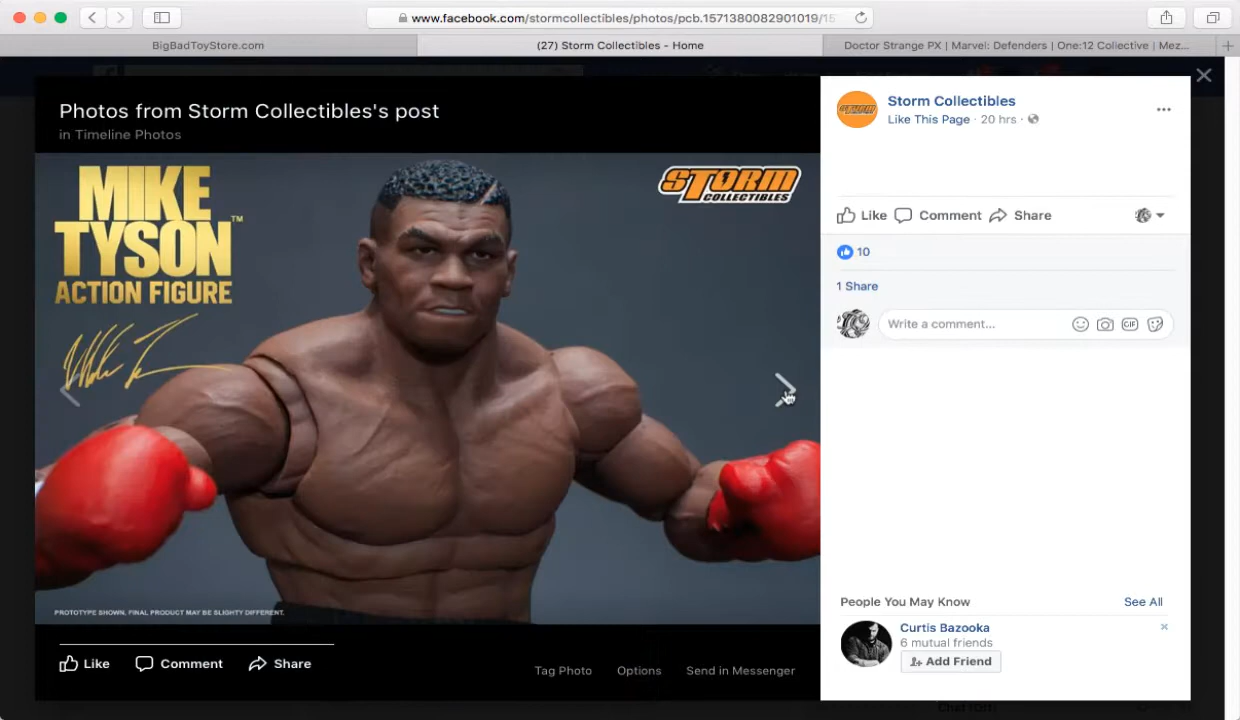 www.facebook.com/stormcollectibles/photos/pcb.1571380082901019/15
BigBadToyStore.com
(27) Storm Collectibles - Home
Doctor Strange PX | Marvel: Defenders | One:12 Collective | Mez...
Photos from Storm Collectibles's post
in Timeline Photos
MIKE
TYSON™
ACTION FIGURE
STORM
COLLECTIBLES
PROTOTYPE SHOWN. FINAL PRODUCT MAY BE SLIGHTY DIFFERENT.
Like Comment Share
Tag Photo Options Send in Messenger
Storm Collectibles
Like This Page · 20 hrs ·
Like Comment Share
10
1 Share
Write a comment...
GIF
People You May Know
See All
Curtis Bazooka
6 mutual friends
Add Friend